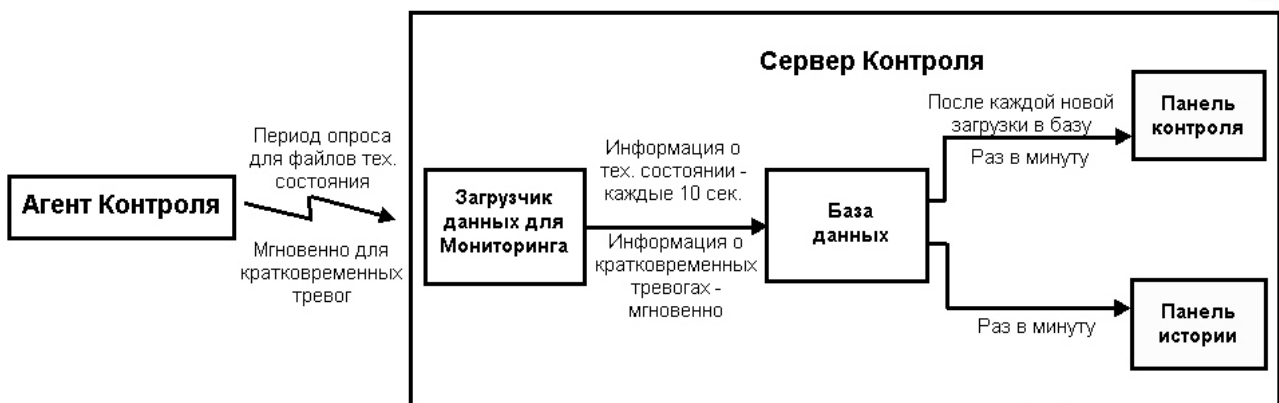 Сервер Контроля
Агент Контроля
Период опроса
для файлов тех.
состояния
Мгновенно для
кратковременных
тревог
Загрузчик
данных для
Мониторинга
Информация о
тех. состоянии -
каждые 10 сек.
Информация о
кратковременных
тревогах -
мгновенно
База
данных
После каждой новой
загрузки в базу
Раз в минуту
Панель
контроля
Раз в минуту
Панель
истории